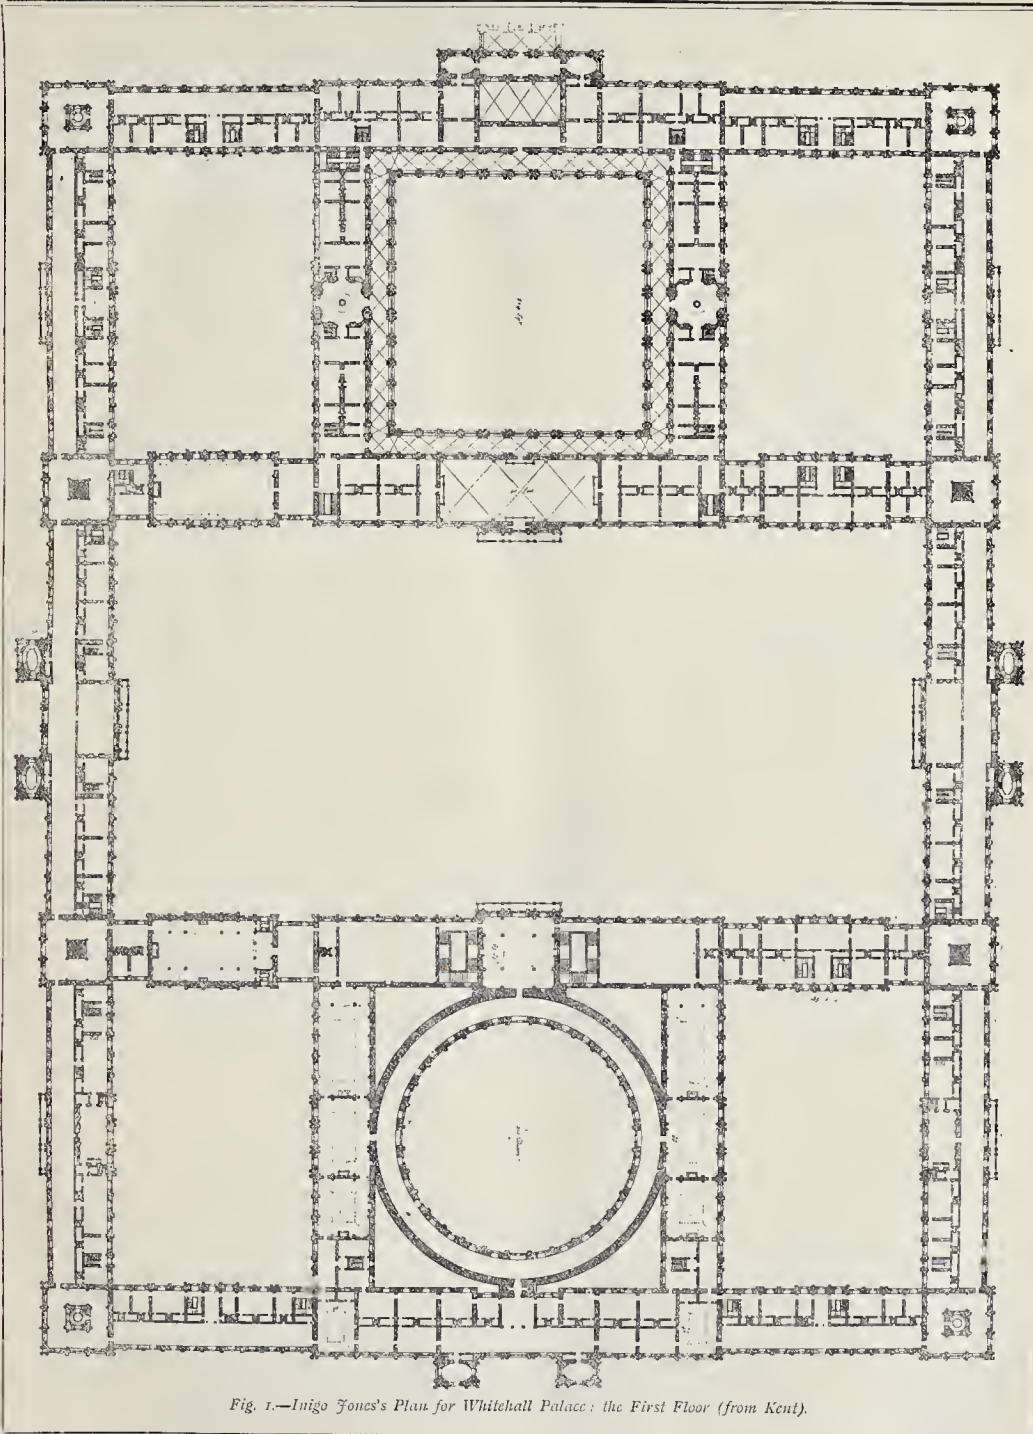 Fig. 1.—Inigo Jones's Plan for Whitehall Palace: the First Floor (from Kent).